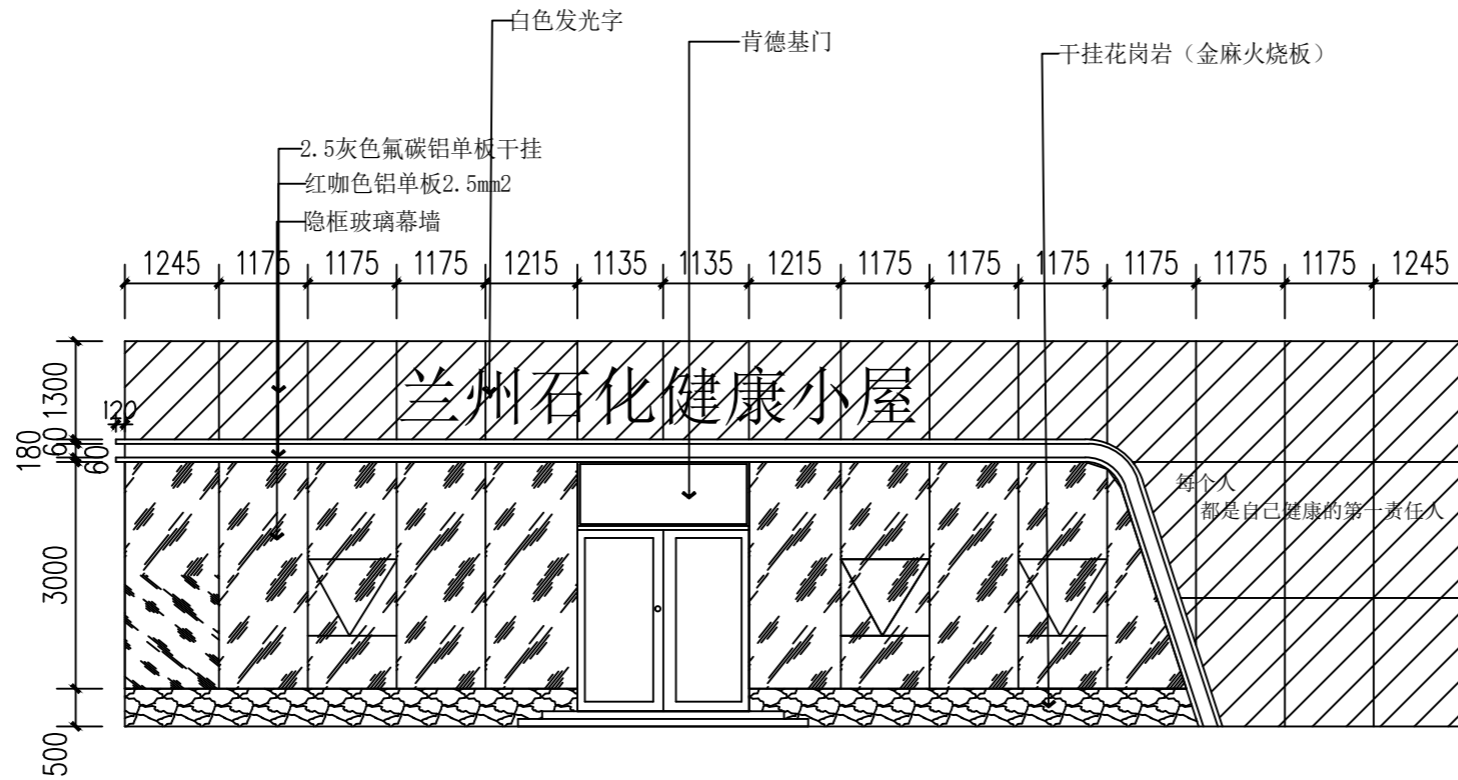 白色发光字
肯德基门
干挂花岗岩（金麻火烧板）
2.5灰色氟碳铝单板干挂
红咖色铝单板2.5mm2
隐框玻璃幕墙
1245 1175 1175 1175 1215 1135 1135 1215 1175 1175 1175 1175 1175 1175 1245
1300
兰州石化健康小屋
120
180
60
60
每个人
都是自己健康的第一责任人
3000
500